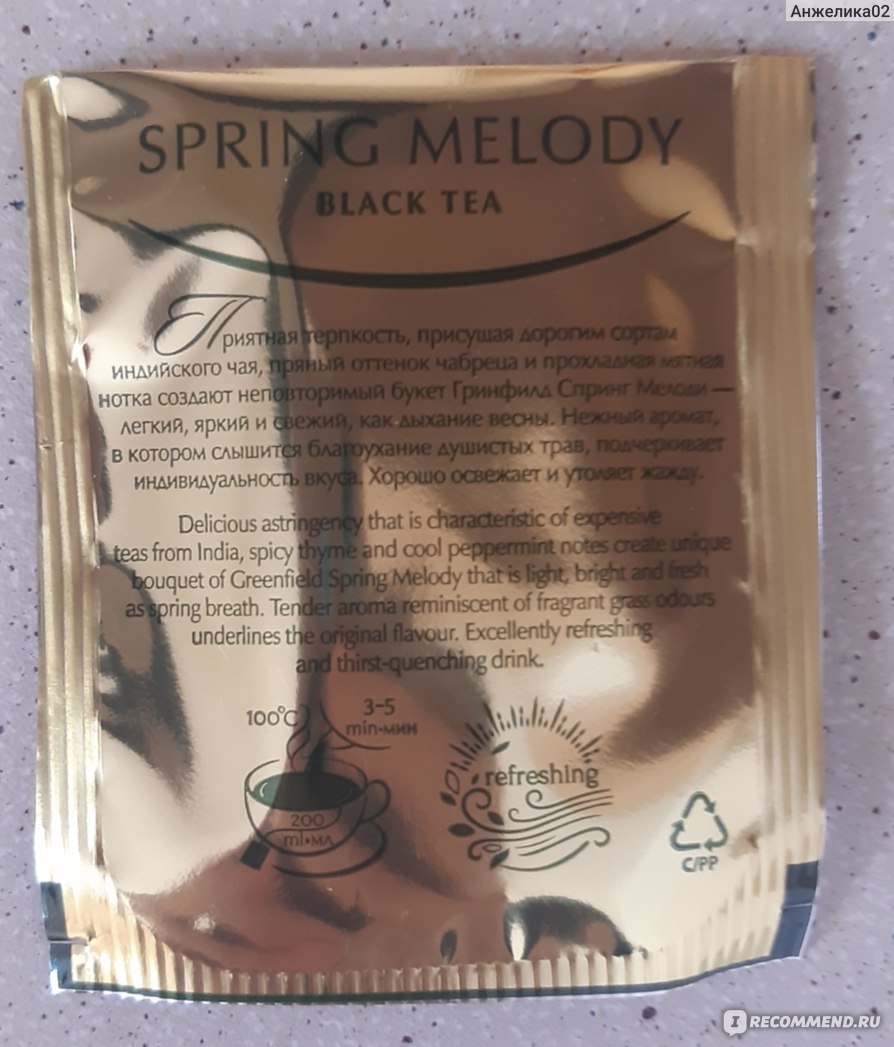 Анжелика02
SPRING MELODY
BLACK TEA
Приятная терпкость, присущая дорогим сортам
индийского чая, пряный оттенок чабреца и прохладная мятная
нотка создают неповторимый букет Гринфилд Спринг Мелоди —
легкий, яркий и свежий, как дыхание весны. Нежный аромат,
в котором слышится благоухание душистых трав, подчеркивает
индивидуальность вкуса. Хорошо освежает и утоляет жажду.
Delicious astringency that is characteristic of expensive
teas from India, spicy thyme and cool peppermint notes create unique
bouquet of Greenfield Spring Melody that is light, bright and fresh
as spring breath. Tender aroma reminiscent of fragrant grass odours
underlines the original flavour. Excellently refreshing
and thirst-quenching drink.
100°C
3-5
min•мин
200
ml•мл
refreshing
C/PP
IRECOMMEND.RU